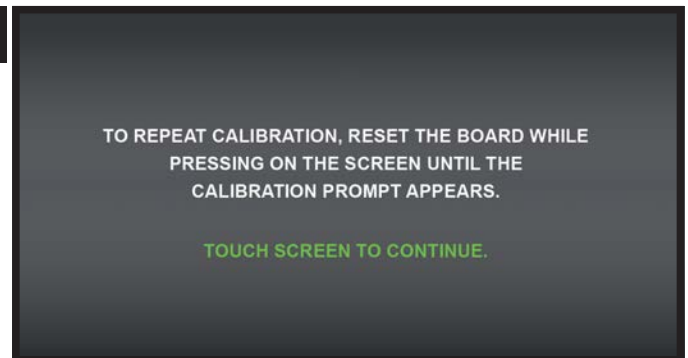 TO REPEAT CALIBRATION, RESET THE BOARD WHILE
PRESSING ON THE SCREEN UNTIL THE
CALIBRATION PROMPT APPEARS.
TOUCH SCREEN TO CONTINUE.